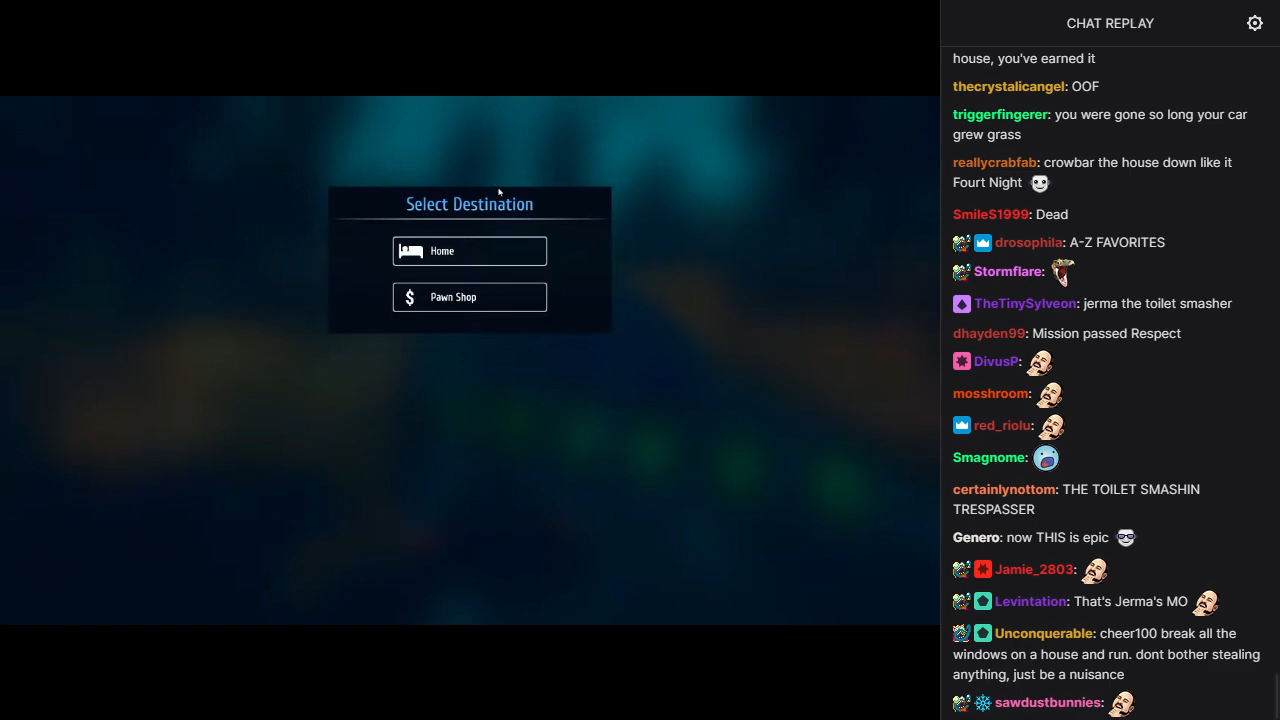 Select Destination
Home
$ Pawn Shop
CHAT REPLAY
house, you've earned it
thecrystalicangel: OOF
triggerfingerer: you were gone so long your car
grew grass
reallycrabfab: crowbar the house down like it
Fourt Night
SmileS1999: Dead
drosophila: A-Z FAVORITES
Stormflare:
TheTinySylveon: jerma the toilet smasher
dhayden99: Mission passed Respect
DivusP:
mosshroom:
red_riolu:
Smagnome:
certainlynottom: THE TOILET SMASHIN
TRESPASSER
Genero: now THIS is epic
Jamie_2803:
Levintation: That's Jerma's MO
Unconquerable: cheer100 break all the
windows on a house and run. dont bother stealing
anything, just be a nuisance
sawdustbunnies: